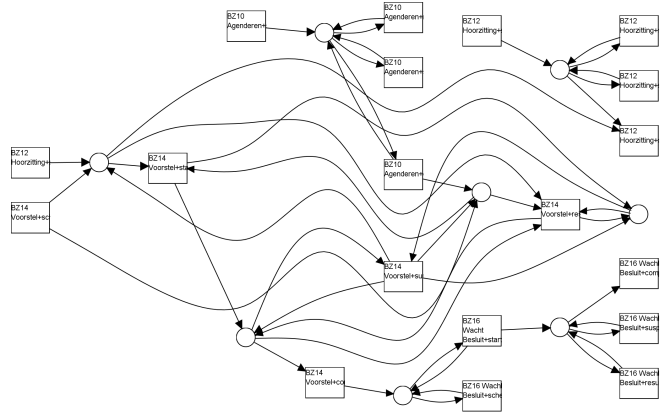 BZ10
Agenderen+
BZ10
Agenderen+
BZ12
Hoorzitting+
BZ12
Hoorzitting+
BZ10
Agenderen+
BZ12
Hoorzitting+
BZ12
Hoorzitting+
BZ12
Hoorzitting+
BZ14
Voorstel+sta
BZ10
Agenderen+
BZ14
Voorstel+sc
BZ14
Voorstel+re
BZ14
Voorstel+su
BZ16 Wach
Besluit+com
BZ16
Wacht
Besluit+start
BZ16 Wach
Besluit+susp
BZ14
Voorstel+co
BZ16 Wach
Besluit+sche
BZ16 Wach
Besluit+resu